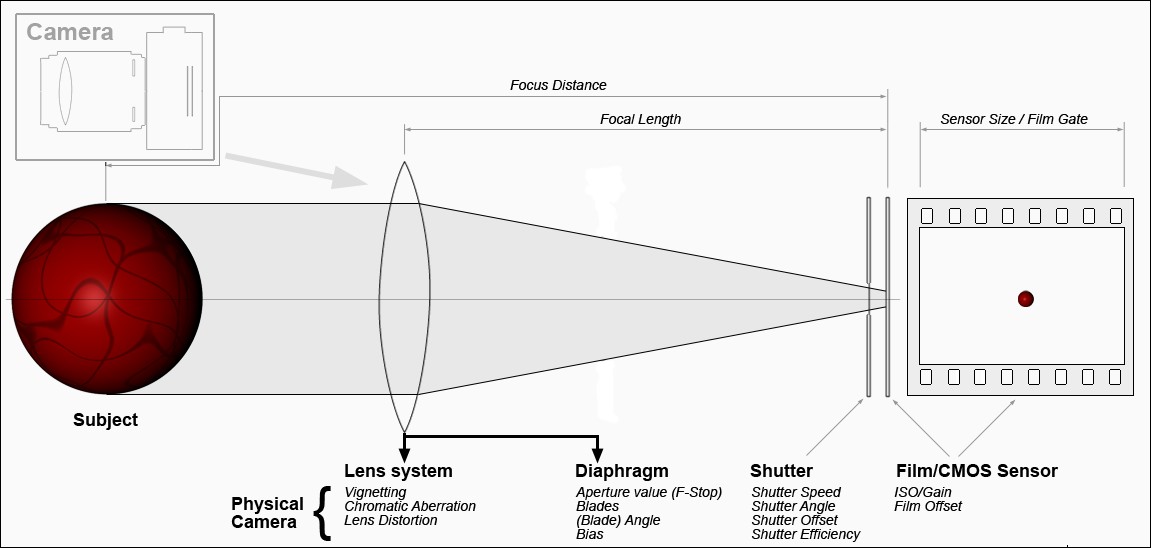 Camera
Focus Distance
Focal Length
Sensor Size / Film Gate
Subject
Lens system
Diaphragm
Shutter
Film/CMOS Sensor
Physical
Camera
Vignetting
Chromatic Aberration
Lens Distortion
Aperture value (F-Stop)
Blades
(Blade) Angle
Bias
Shutter Speed
Shutter Angle
Shutter Offset
Shutter Efficiency
ISO/Gain
Film Offset